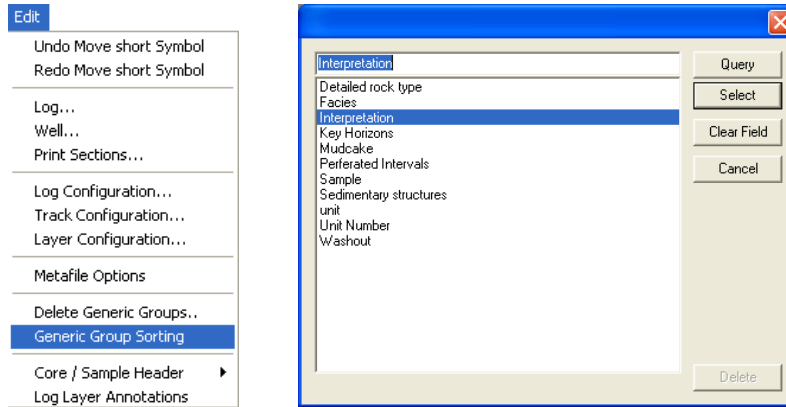 Edit
Undo Move short Symbol
Redo Move short Symbol
Log...
Well...
Print Sections...
Log Configuration...
Track Configuration...
Layer Configuration...
Metafile Options
Delete Generic Groups..
Generic Group Sorting
Core / Sample Header
Log Layer Annotations
Interpretation
Detailed rock type
Facies
Interpretation
Key Horizons
Mudcake
Perferated Intervals
Sample
Sedimentary structures
unit
Unit Number
Washout
Query
Select
Clear Field
Cancel
Delete